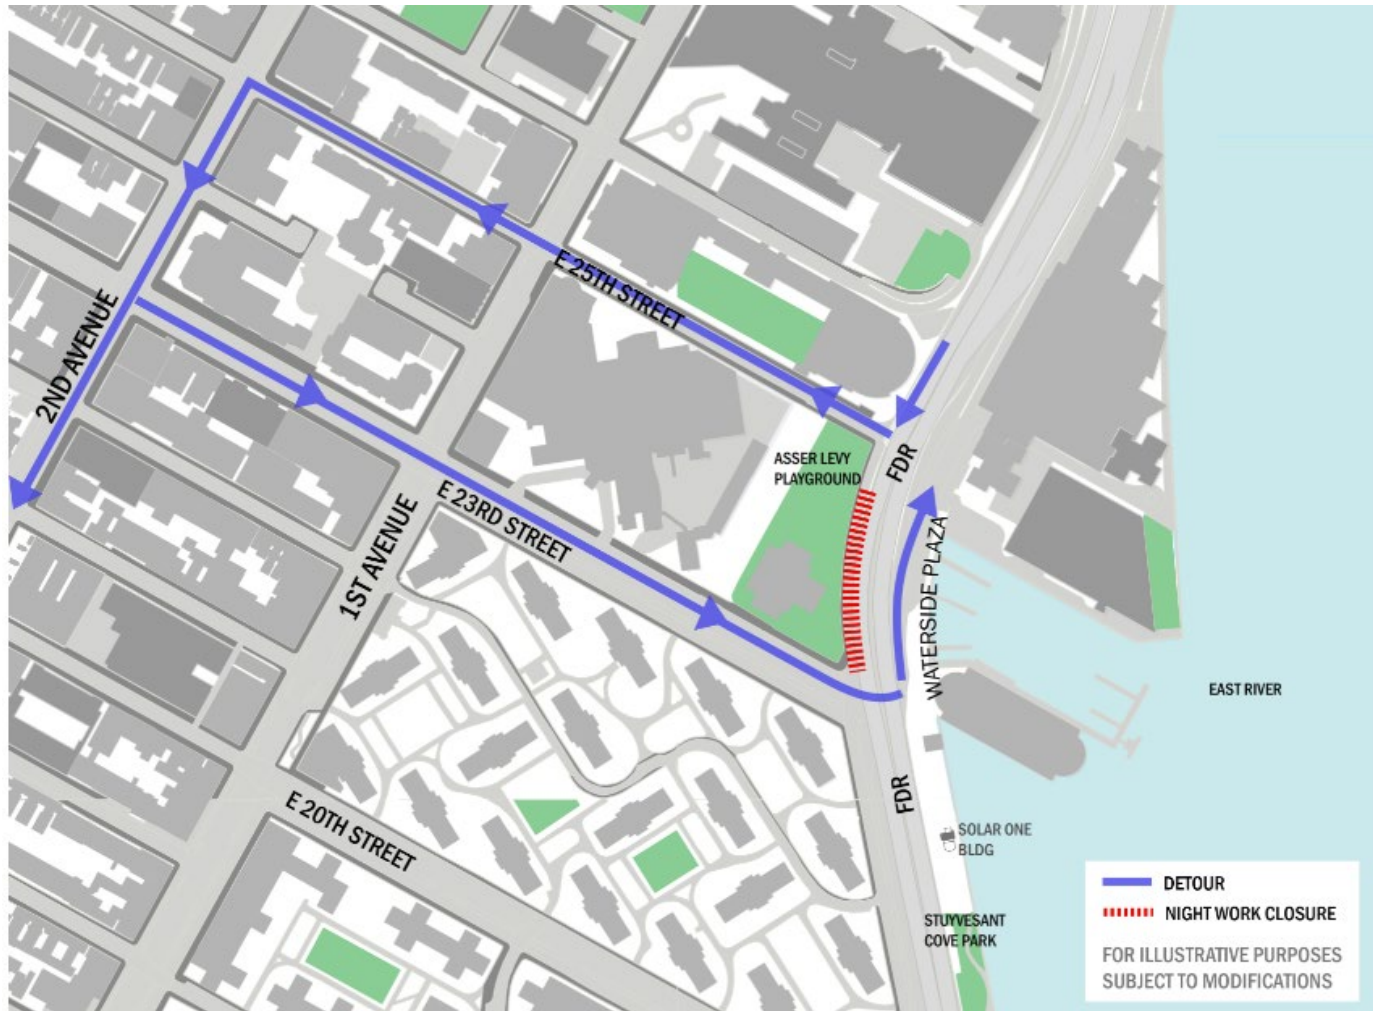 E 25TH STREET
2ND AVENUE
ASSER LEVY
PLAYGROUND
FDR
E 23RD STREET
1ST AVENUE
WATERSIDE PLAZA
EAST RIVER
E 20TH STREET
FDR
SOLAR ONE
BLDG
STUYVESANT
COVE PARK
DETOUR
NIGHT WORK CLOSURE
FOR ILLUSTRATIVE PURPOSES
SUBJECT TO MODIFICATIONS